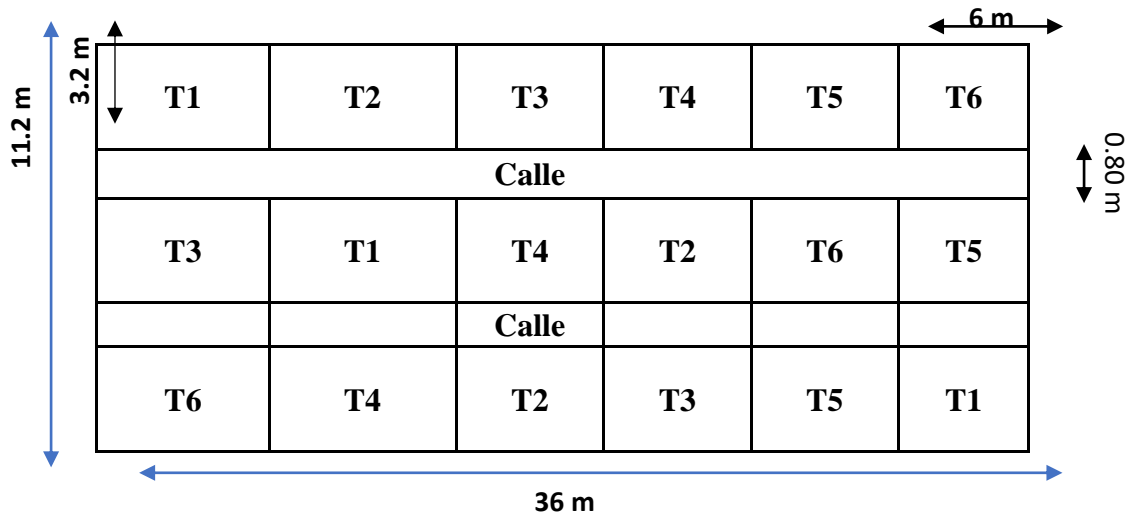 6 m
11.2 m
3.2 m
T1 T2 T3 T4 T5 T6
Calle
0.80 m
T3 T1 T4 T2 T6 T5
Calle
T6 T4 T2 T3 T5 T1
36 m